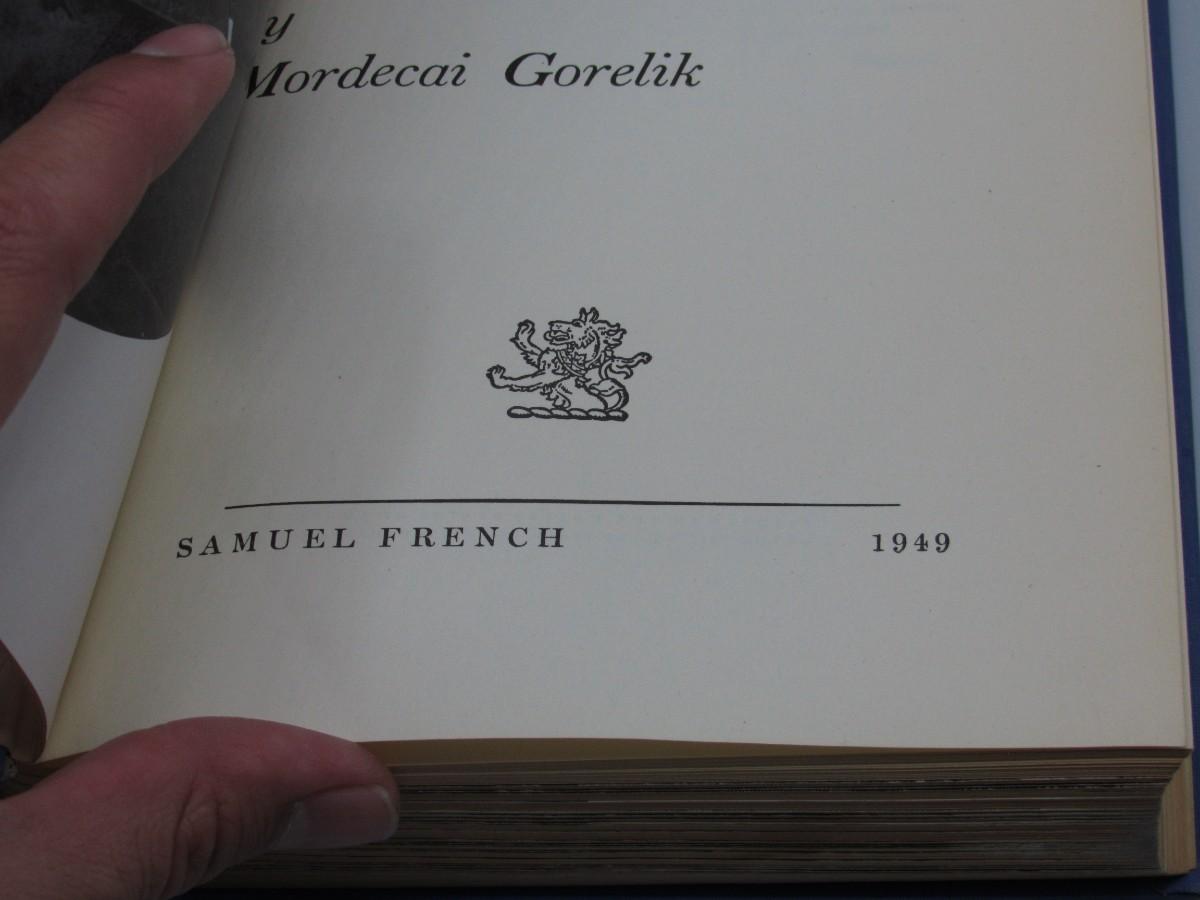 y
Mordecai Gorelik
SAMUEL FRENCH 1949